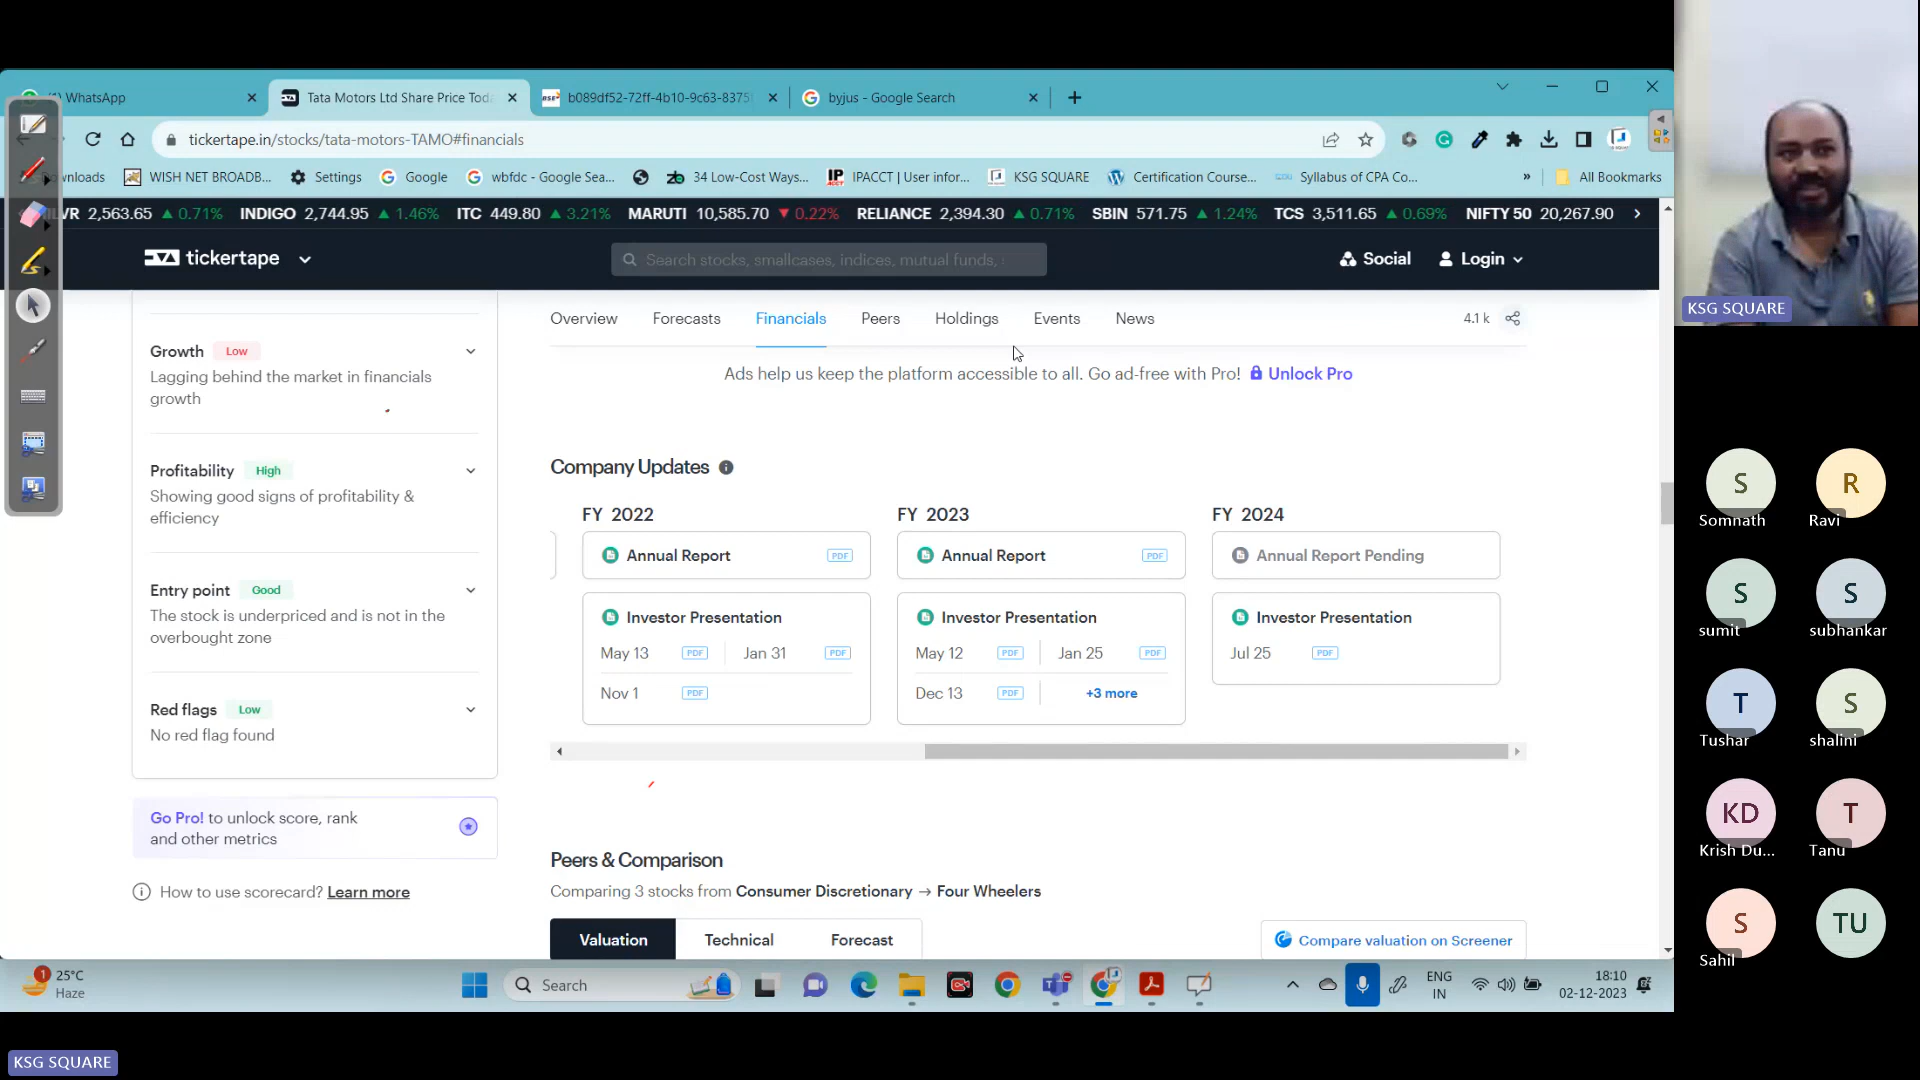 (1) WhatsApp
Tata Motors Ltd Share Price Toda
b089df52-72ff-4b10-9c63-8375
byjus - Google Search
tickertape.in/stocks/tata-motors-TAMO#financials
wnloads
WISH NET BROADB...
Settings
Google
wbfdc - Google Sea...
34 Low-Cost Ways...
IPACCT | User infor...
KSG SQUARE
Certification Course...
Syllabus of CPA Co...
»
All Bookmarks
LVR 2,563.65 ▲ 0.71% INDIGO 2,744.95 ▲ 1.46% ITC 449.80 ▲ 3.21% MARUTI 10,585.70 ▼ 0.22% RELIANCE 2,394.30 ▲ 0.71% SBIN 571.75 ▲ 1.24% TCS 3,511.65 ▲ 0.69% NIFTY 50 20,267.90
tickertape
Search stocks, smallcases, indices, mutual funds,
Social
Login
Overview Forecasts Financials Peers Holdings Events News
4.1 k
Ads help us keep the platform accessible to all. Go ad-free with Pro! Unlock Pro
Growth Low
Lagging behind the market in financials
growth
Profitability High
Showing good signs of profitability &
efficiency
Entry point Good
The stock is underpriced and is not in the
overbought zone
Red flags Low
No red flag found
Go Pro! to unlock score, rank
and other metrics
How to use scorecard? Learn more
Company Updates
FY 2022
Annual Report PDF
Investor Presentation
May 13 PDF Jan 31 PDF
Nov 1 PDF
FY 2023
Annual Report PDF
Investor Presentation
May 12 PDF Jan 25 PDF
Dec 13 PDF +3 more
FY 2024
Annual Report Pending
Investor Presentation
Jul 25 PDF
Peers & Comparison
Comparing 3 stocks from Consumer Discretionary → Four Wheelers
Valuation Technical Forecast
Compare valuation on Screener
1
25°C
Haze
Search
ENG
IN
18:10
02-12-2023
KSG SQUARE
KSG SQUARE
S
Somnath
R
Ravi
S
sumit
S
subhankar
T
Tushar
S
shalini
KD
Krish Du...
T
Tanu
S
Sahil
TU